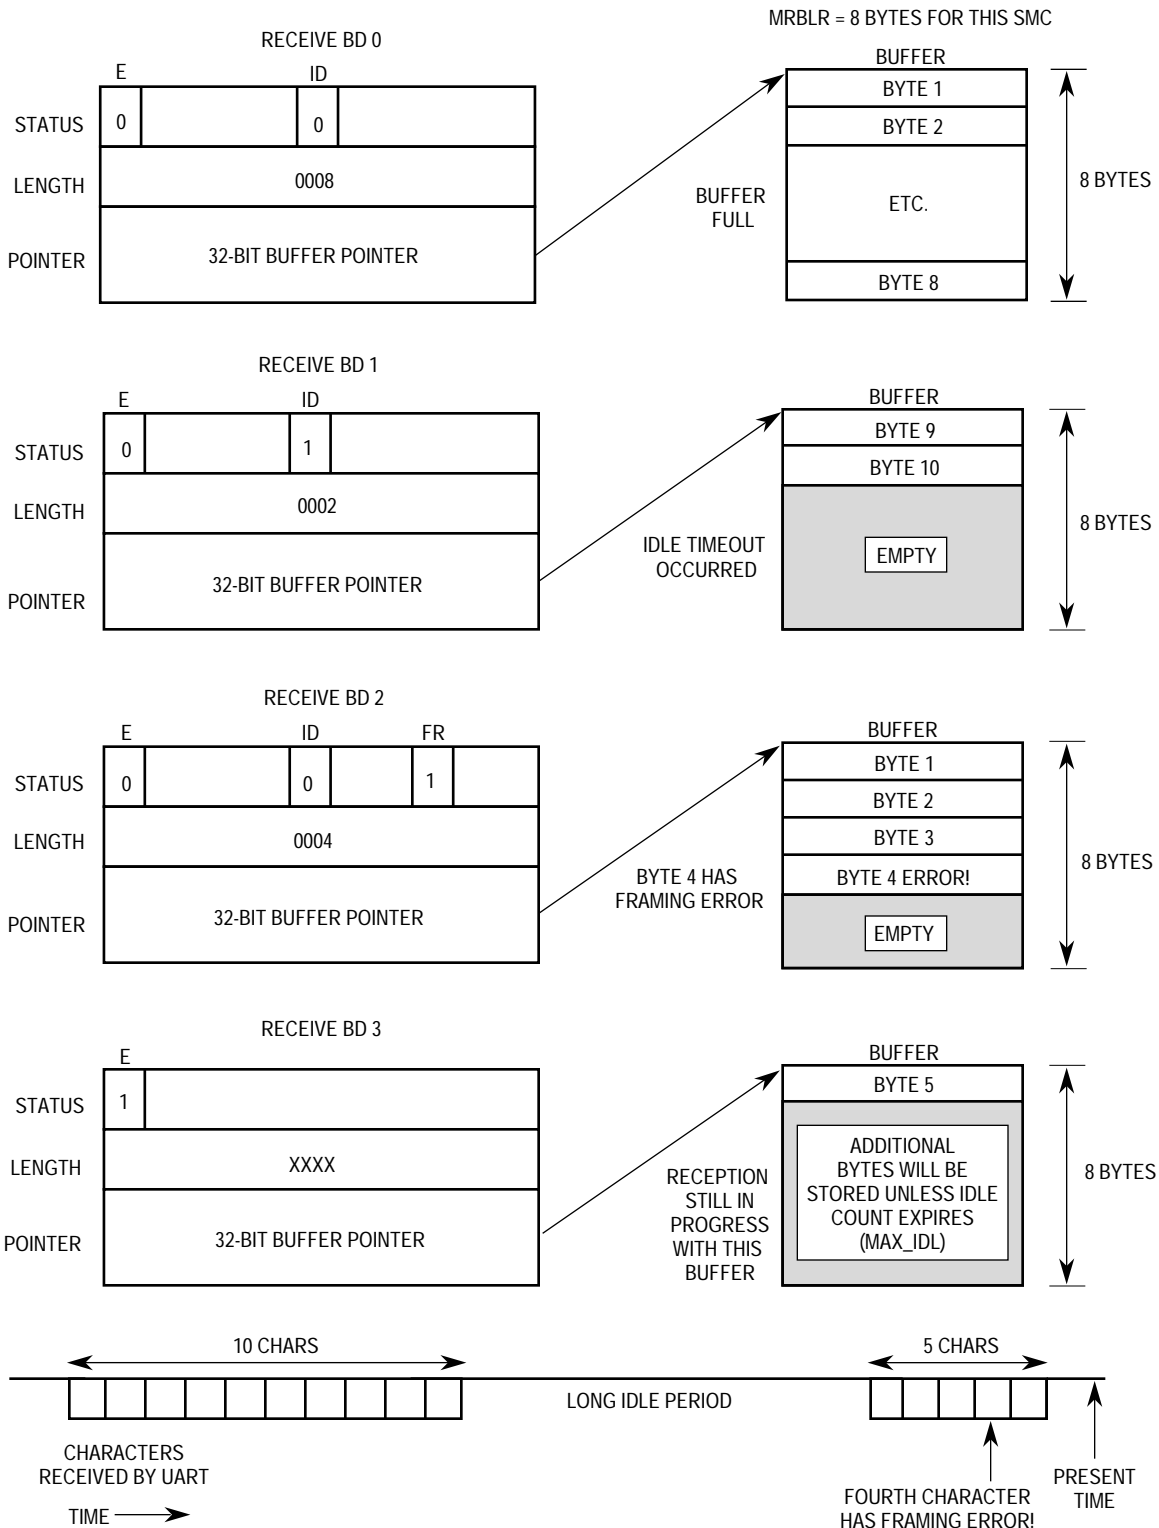 MRBLR = 8 BYTES FOR THIS SMC
RECEIVE BD 0
E ID
STATUS 0 0
LENGTH 0008
POINTER 32-BIT BUFFER POINTER
BUFFER
BYTE 1
BYTE 2
ETC.
BYTE 8
BUFFER
FULL
8 BYTES
RECEIVE BD 1
E ID
STATUS 0 1
LENGTH 0002
POINTER 32-BIT BUFFER POINTER
BUFFER
BYTE 9
BYTE 10
EMPTY
IDLE TIMEOUT
OCCURRED
8 BYTES
RECEIVE BD 2
E ID FR
STATUS 0 0 1
LENGTH 0004
POINTER 32-BIT BUFFER POINTER
BUFFER
BYTE 1
BYTE 2
BYTE 3
BYTE 4 ERROR!
EMPTY
BYTE 4 HAS
FRAMING ERROR
8 BYTES
RECEIVE BD 3
E
STATUS 1
LENGTH XXXX
POINTER 32-BIT BUFFER POINTER
BUFFER
BYTE 5
ADDITIONAL
BYTES WILL BE
STORED UNLESS IDLE
COUNT EXPIRES
(MAX_IDL)
RECEPTION
STILL IN
PROGRESS
WITH THIS
BUFFER
8 BYTES
10 CHARS
LONG IDLE PERIOD
5 CHARS
CHARACTERS
RECEIVED BY UART
TIME
FOURTH CHARACTER
HAS FRAMING ERROR!
PRESENT
TIME